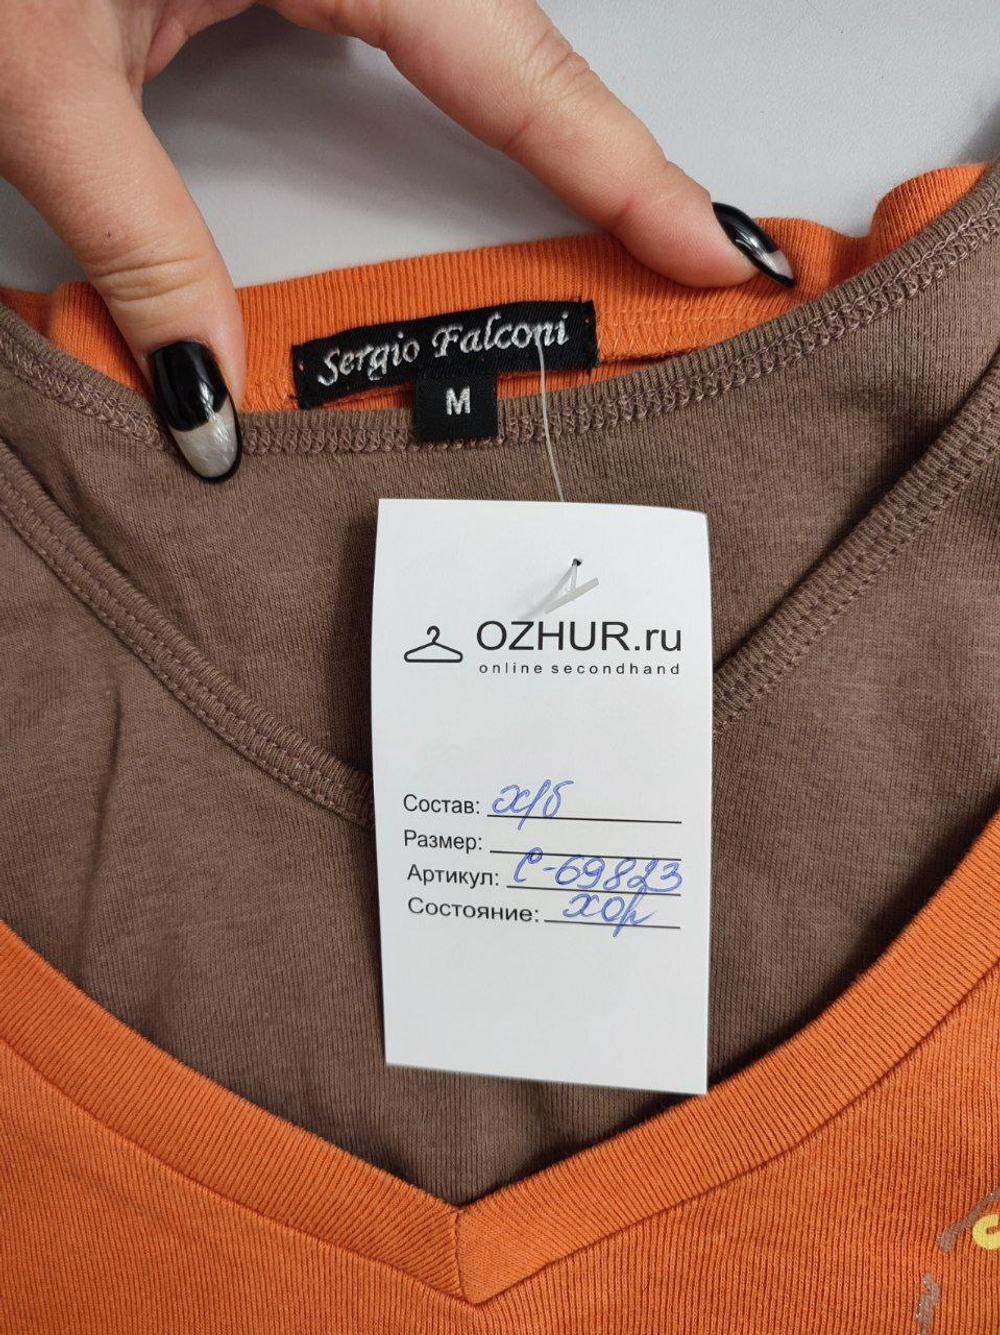 Sergio Falconi
M
OZHUR.ru
online secondhand
Состав: х/б
Размер:
Артикул: С-69823
Состояние: хор